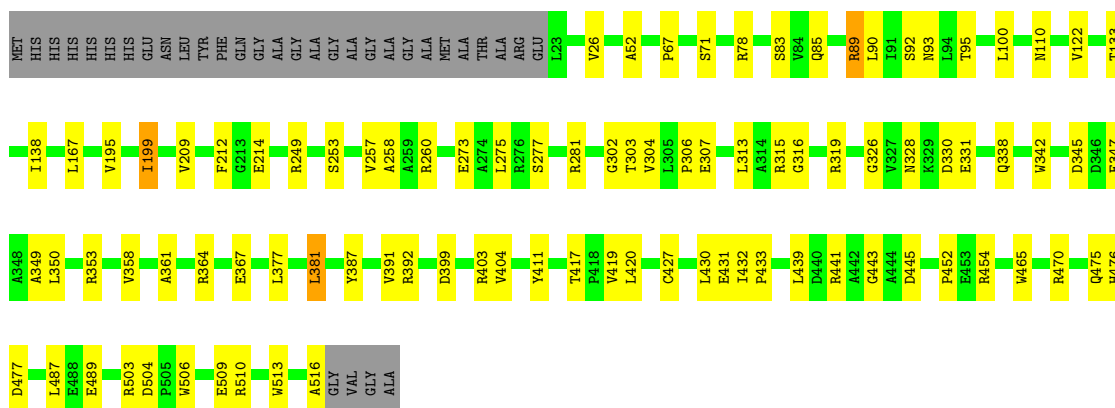 MET HIS HIS HIS HIS HIS HIS GLU ASN LEU TYR PHE GLN GLY ALA GLY ALA ALA GLY ALA GLY ALA GLY ALA MET ALA THR ALA ARG GLU L23 V26 A52 P67 S71 R78 S83 V84 Q85 R89 L90 I91 S92 N93 L94 T95 L100 N110 V122 T133
I138 L167 V195 I199 V209 F212 G213 E214 R249 S253 V257 A258 A259 R260 E273 A274 L275 R276 S277 R281 G302 T303 V304 L305 P306 E307 L313 A314 R315 G316 R319 G326 V327 N328 K329 D330 E331 Q338 W342 D345 D346 E347
A348 A349 L350 R353 V358 A361 R364 E367 L377 L381 Y387 V391 R392 D399 R403 V404 Y411 T417 P418 V419 L420 C427 L430 E431 I432 P433 L439 D440 R441 A442 G443 A444 D445 P452 E453 R454 W465 R470 Q475 H476
D477 L487 E488 E489 R503 D504 P505 W506 E509 R510 W513 A516 GLY VAL GLY ALA